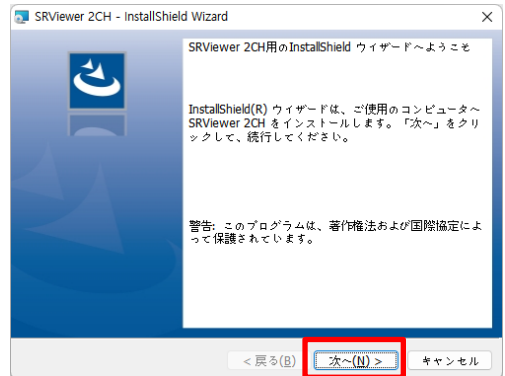 SRViewer 2CH - InstallShield Wizard
SRViewer 2CH用のInstallShield ウィザードへようこそ
InstallShield(R) ウィザードは、ご使用のコンピュータへ
SRViewer 2CH をインストールします。「次へ」をクリ
ックして、続行してください。
警告: このプログラムは、著作権法および国際協定によ
って保護されています。
< 戻る(B)
次へ(N) >
キャンセル